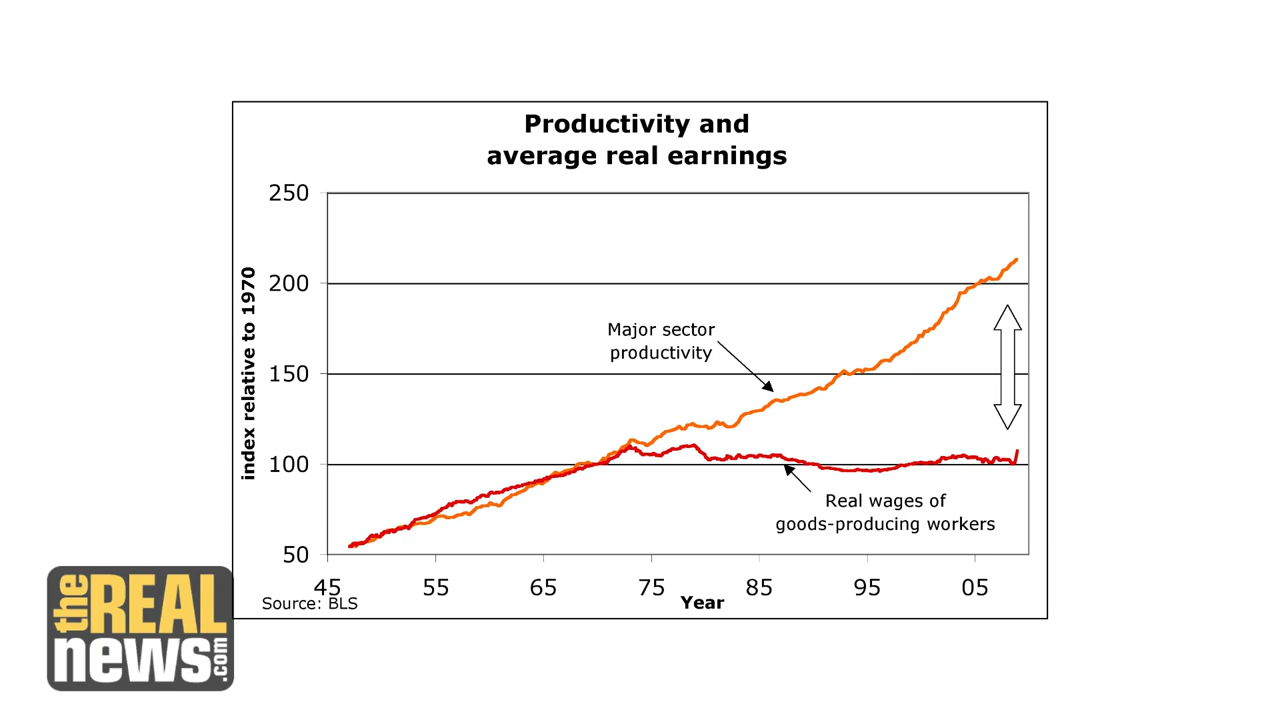 Productivity and
average real earnings
250
200
150
100
50
index relative to 1970
Major sector
productivity
Real wages of
goods-producing workers
45 55 65 75 85 95 05
Year
Source: BLS
the REAL
news.com